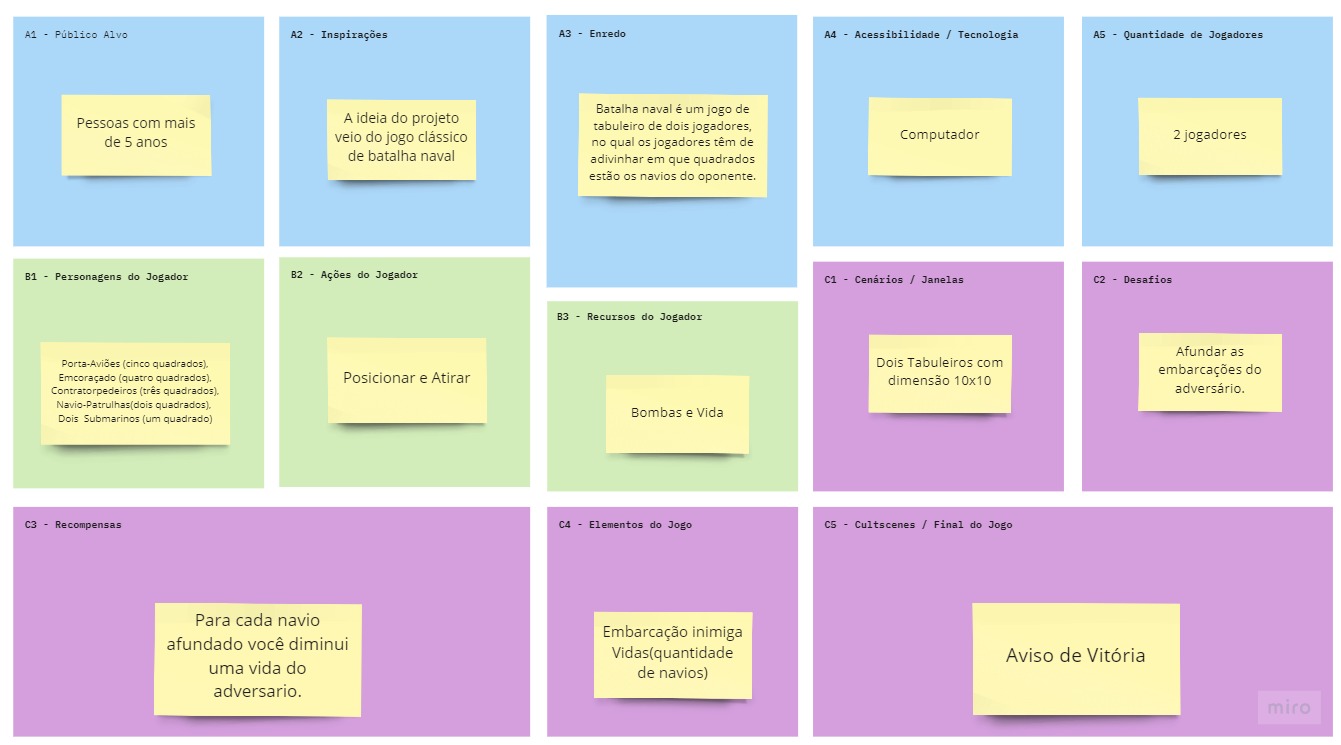 A1 - Público Alvo
Pessoas com mais
de 5 anos
A2 - Inspirações
A ideia do projeto
veio do jogo clássico
de batalha naval
A3 - Enredo
Batalha naval é um jogo de
tabuleiro de dois jogadores,
no qual os jogadores têm de
adivinhar em que quadrados
estão os navios do oponente.
A4 - Acessibilidade / Tecnologia
Computador
A5 - Quantidade de Jogadores
2 jogadores
B1 - Personagens do Jogador
Porta-Aviões (cinco quadrados),
Emcoraçado (quatro quadrados),
Contratorpedeiros (três quadrados),
Navio-Patrulhas(dois quadrados),
Dois Submarinos (um quadrado)
B2 - Ações do Jogador
Posicionar e Atirar
B3 - Recursos do Jogador
Bombas e Vida
C1 - Cenários / Janelas
Dois Tabuleiros com
dimensão 10x10
C2 - Desafios
Afundar as
embarcações do
adversário.
C3 - Recompensas
Para cada navio
afundado você diminui
uma vida do
adversario.
C4 - Elementos do Jogo
Embarcação inimiga
Vidas(quantidade
de navios)
C5 - Cultscenes / Final do Jogo
Aviso de Vitória
miro